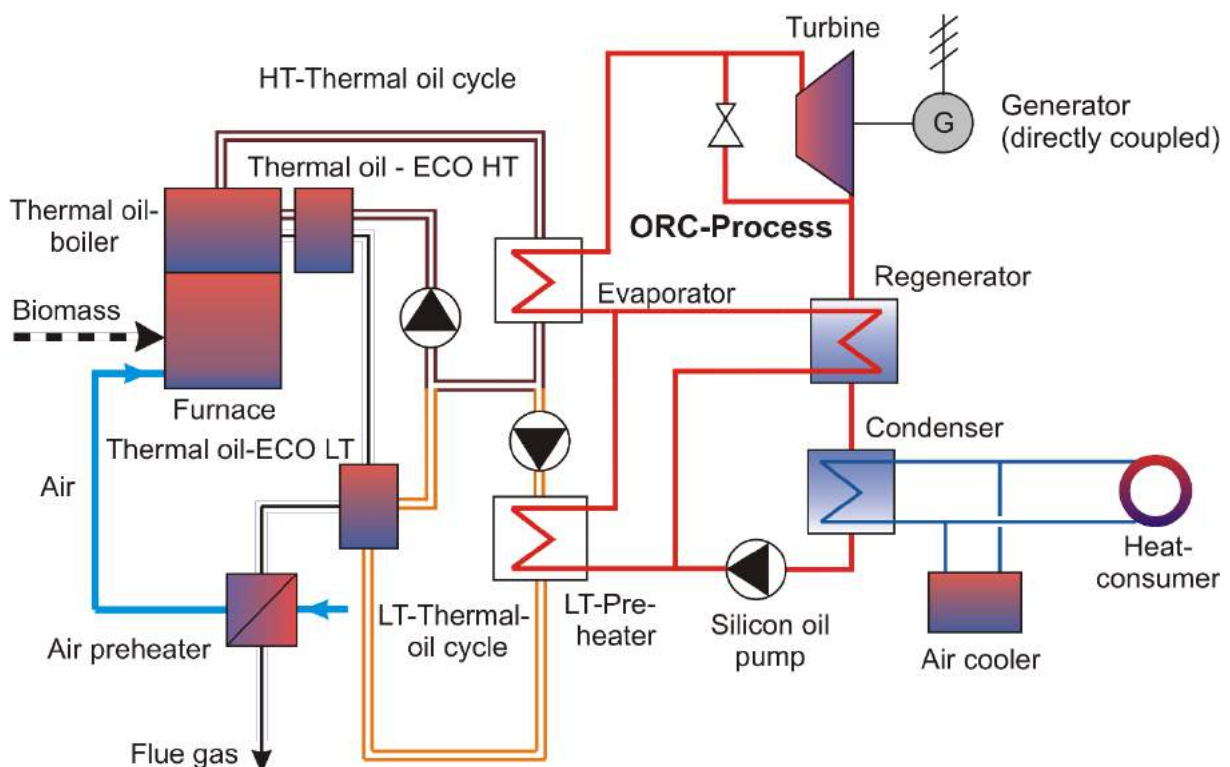 Turbine
HT-Thermal oil cycle
G
Generator
(directly coupled)
Thermal oil - ECO HT
Thermal oil-
boiler
ORC-Process
Regenerator
Evaporator
Biomass
Furnace
Condenser
Thermal oil-ECO LT
Air
Heat-
consumer
LT-Thermal-
oil cycle
LT-Pre-
heater
Silicon oil
pump
Air cooler
Air preheater
Flue gas